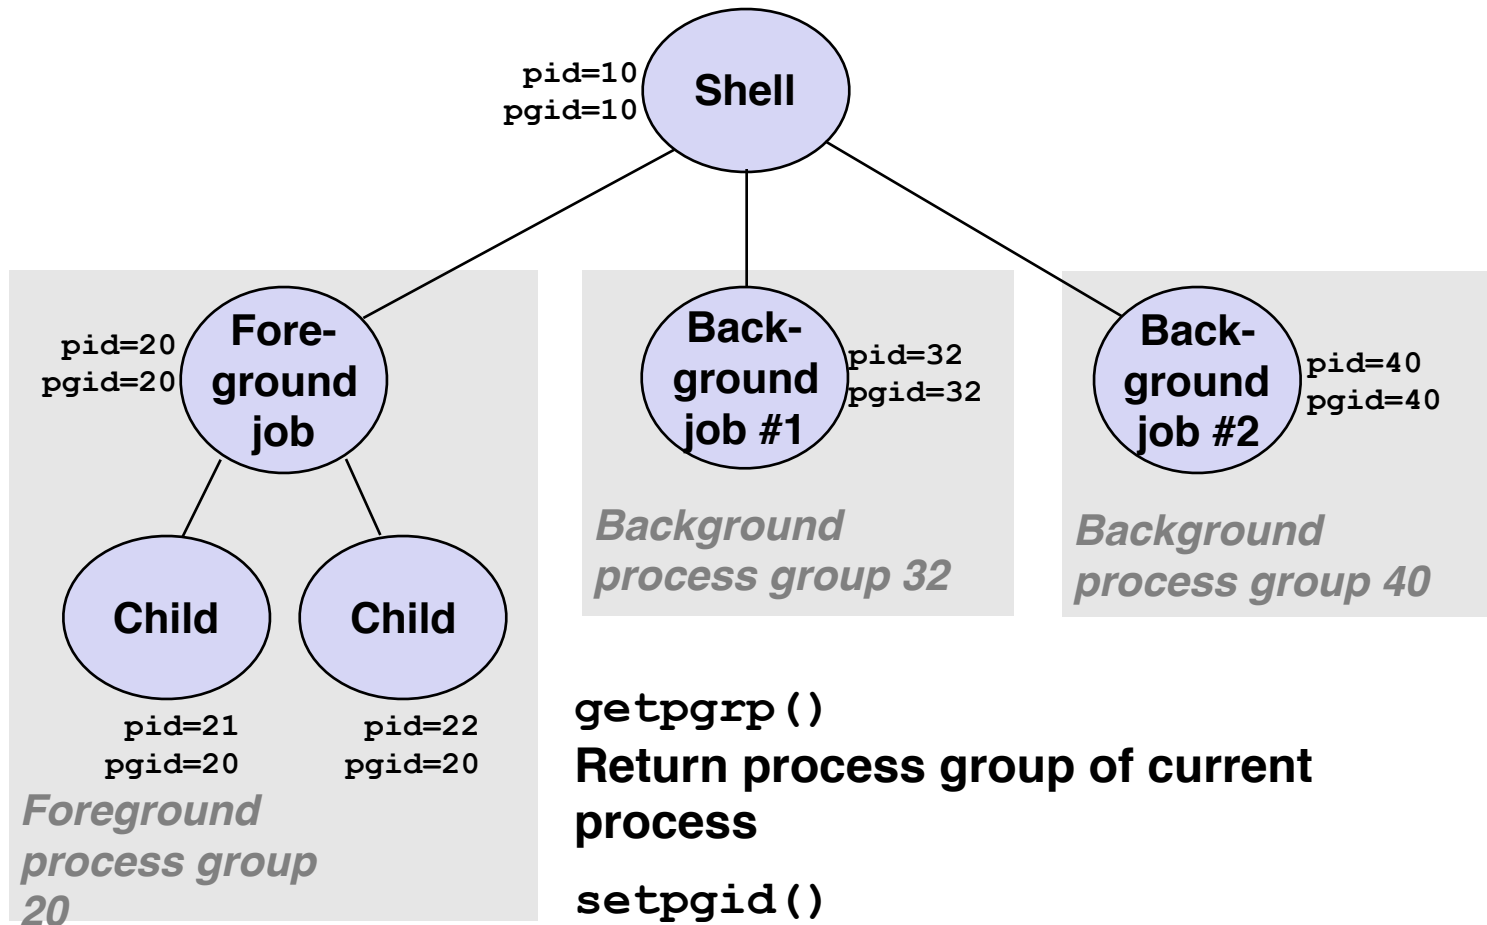 pid=10
pgid=10
Shell
pid=20
pgid=20
Fore-
ground
job
Back-
ground
job #1
pid=32
pgid=32
Back-
ground
job #2
pid=40
pgid=40
Background
process group 32
Background
process group 40
Child
Child
pid=21
pgid=20
pid=22
pgid=20
Foreground
process group
20
getpgrp()
Return process group of current
process
setpgid()